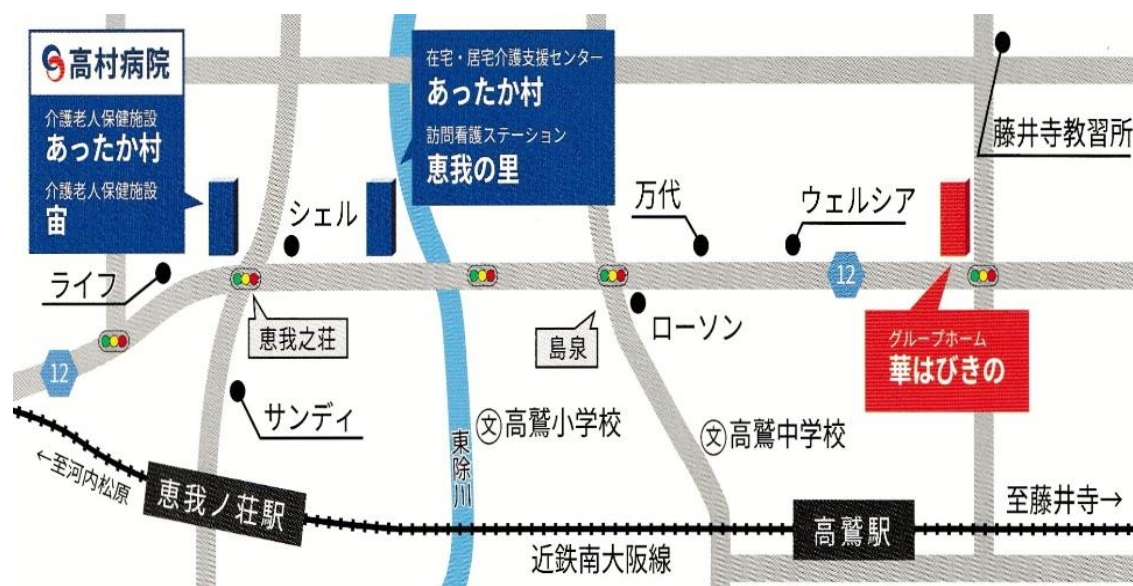 高村病院
介護老人保健施設
あったか村
介護老人保健施設
宙
在宅・居宅介護支援センター
あったか村
訪問看護ステーション
恵我の里
藤井寺教習所
シェル
万代
ウェルシア
ライフ
12
恵我之荘
島泉
ローソン
グループホーム
華はびきの
12
サンディ
文高鷲小学校
文高鷲中学校
東除川
←至河内松原
恵我ノ荘駅
近鉄南大阪線
高鷲駅
至藤井寺→